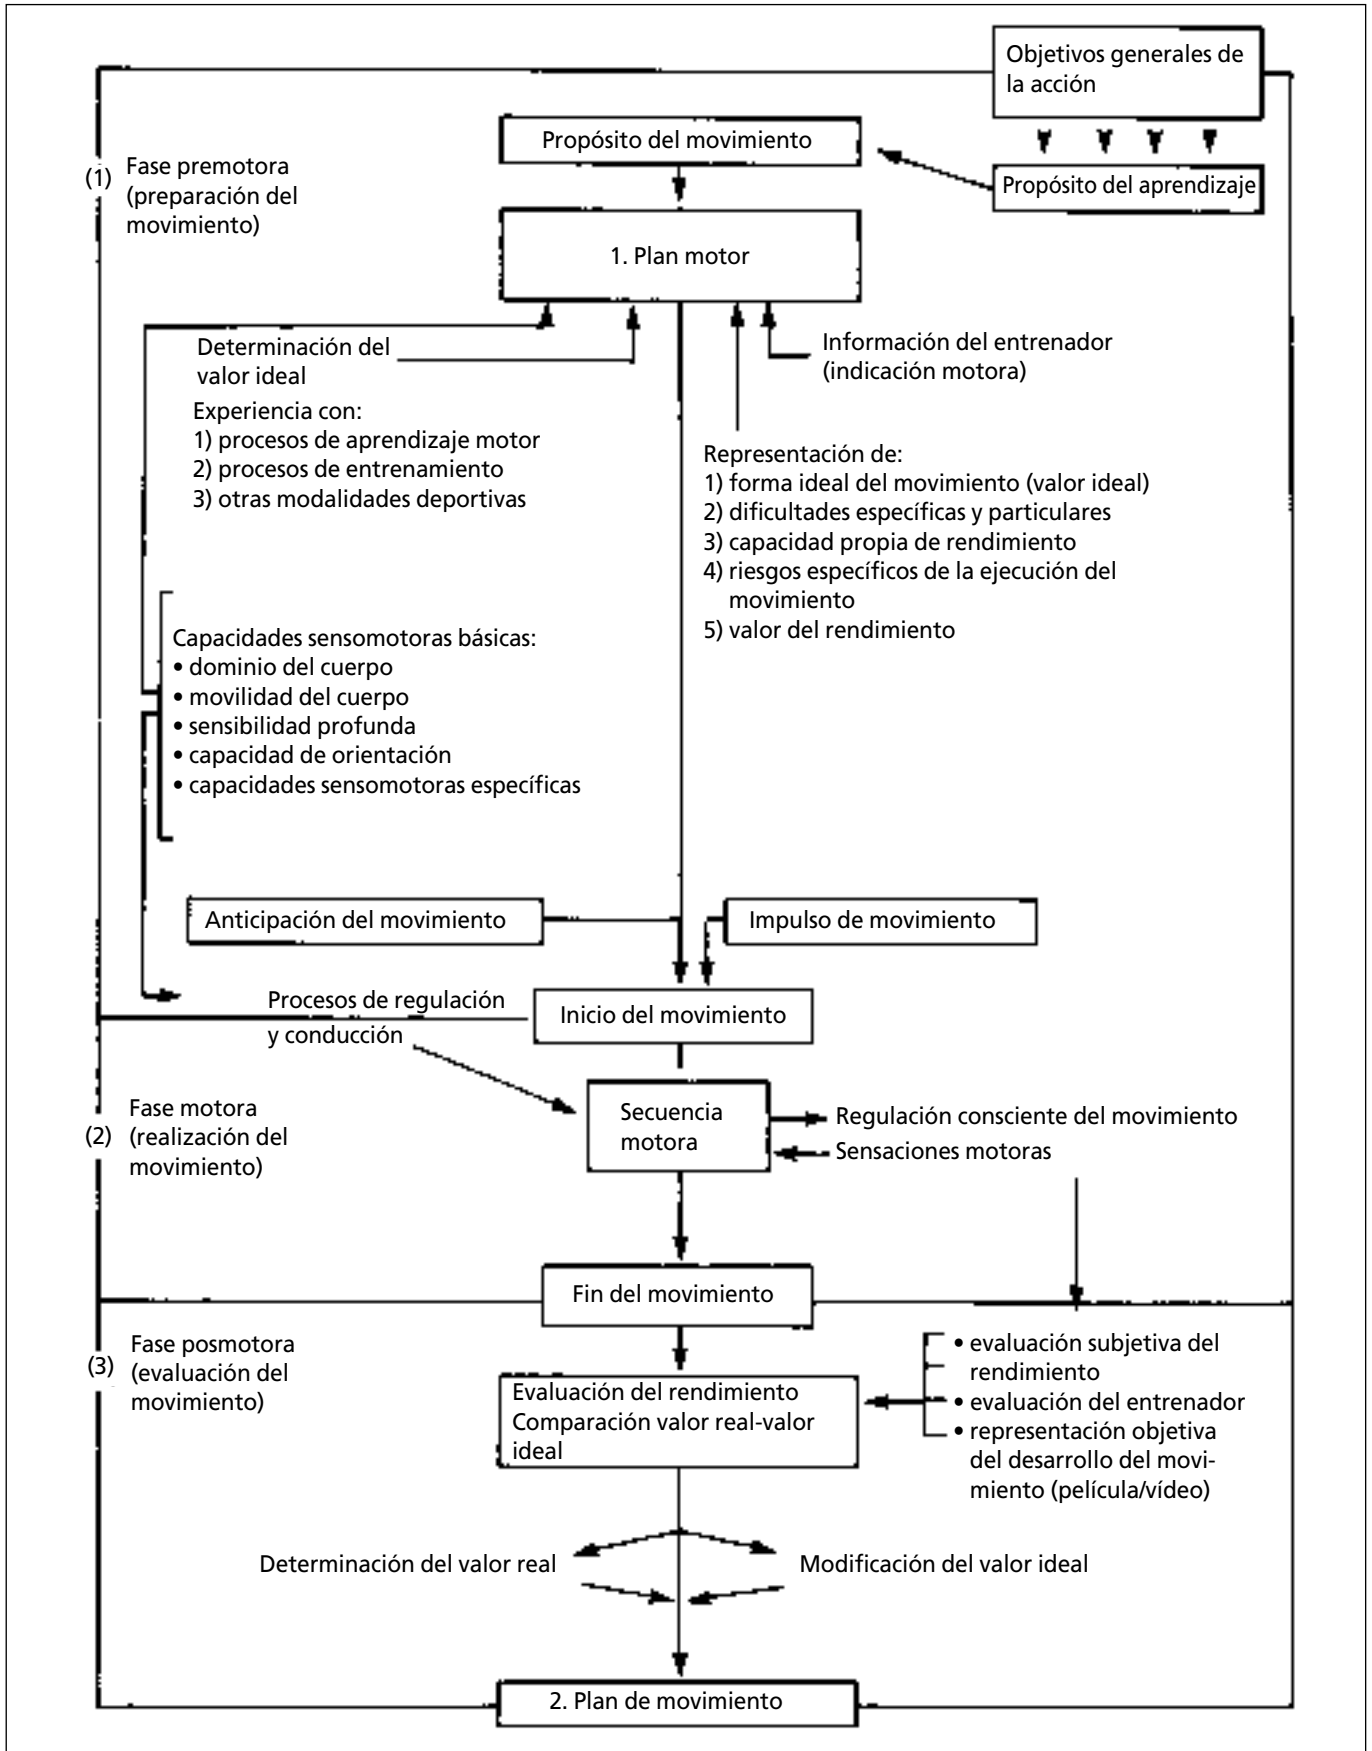 Objetivos generales de
la acción
Propósito del movimiento
Propósito del aprendizaje
(1)
Fase premotora
(preparación del
movimiento)
1. Plan motor
Determinación del
valor ideal
Información del entrenador
(indicación motora)
Experiencia con:
1) procesos de aprendizaje motor
2) procesos de entrenamiento
3) otras modalidades deportivas
Representación de:
1) forma ideal del movimiento (valor ideal)
2) dificultades específicas y particulares
3) capacidad propia de rendimiento
4) riesgos específicos de la ejecución del
movimiento
5) valor del rendimiento
Capacidades sensomotoras básicas:
• dominio del cuerpo
• movilidad del cuerpo
• sensibilidad profunda
• capacidad de orientación
• capacidades sensomotoras específicas
Anticipación del movimiento
Impulso de movimiento
Procesos de regulación
y conducción
Inicio del movimiento
(2)
Fase motora
(realización del
movimiento)
Secuencia
motora
Regulación consciente del movimiento
Sensaciones motoras
Fin del movimiento
(3)
Fase posmotora
(evaluación del
movimiento)
Evaluación del rendimiento
Comparación valor real-valor
ideal
• evaluación subjetiva del
rendimiento
• evaluación del entrenador
• representación objetiva
del desarrollo del movi-
miento (película/vídeo)
Determinación del valor real
Modificación del valor ideal
2. Plan de movimiento